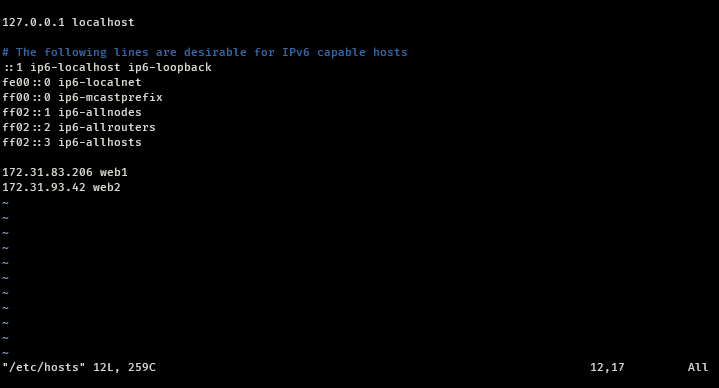 127.0.0.1 localhost
# The following lines are desirable for IPv6 capable hosts
::1 ip6-localhost ip6-loopback
fe00::0 ip6-localnet
ff00::0 ip6-mcastprefix
ff02::1 ip6-allnodes
ff02::2 ip6-allrouters
ff02::3 ip6-allhosts
172.31.83.206 web1
172.31.93.42 web2
~
~
~
~
~
~
~
~
~
~
~
"/etc/hosts" 12L, 259C 12,17 All